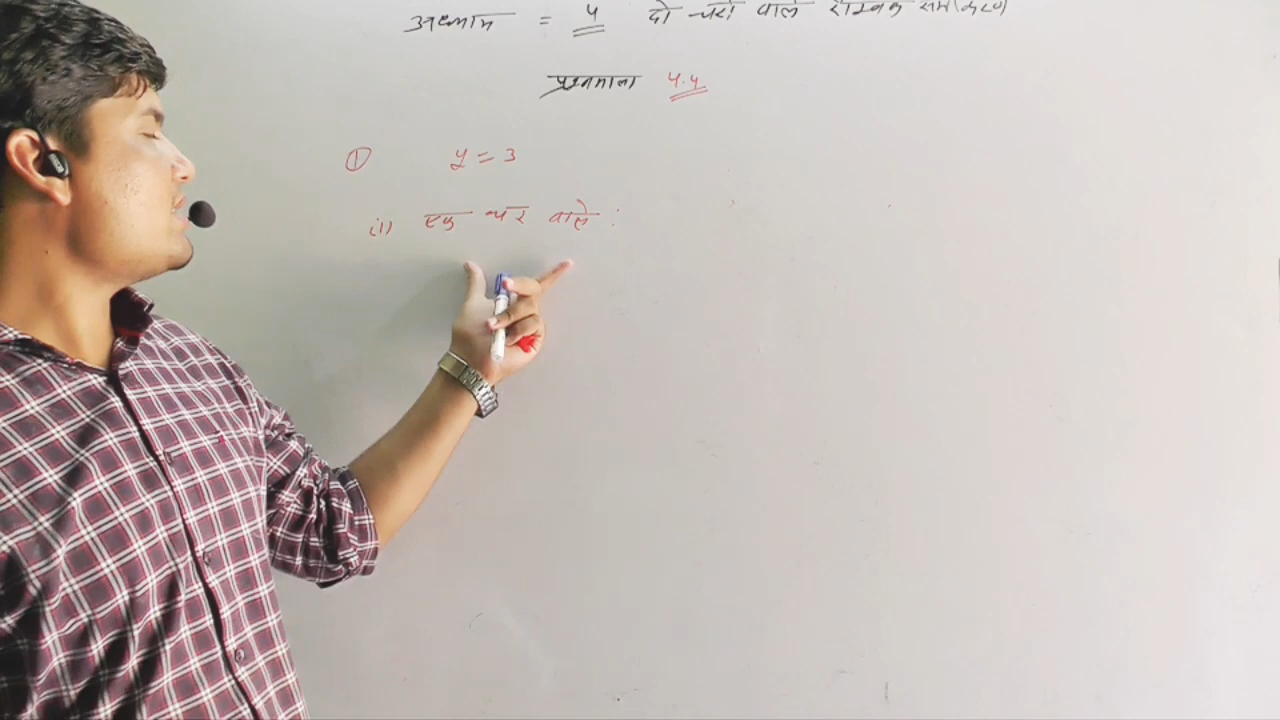 अध्याय = 4 दो चरों वाले रैखिक समीकरण
प्रश्नमाला 4.4
① y = 3
(i) एक चर वाले :